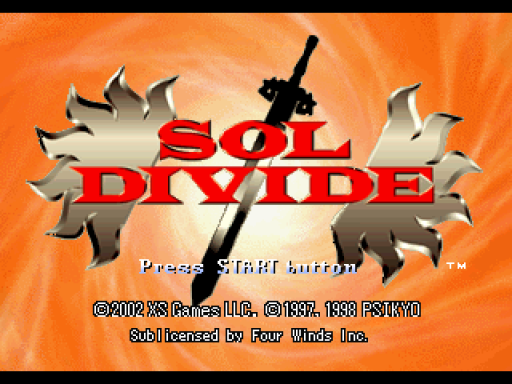 SOL
DIVIDE
™
Press START button
©2002 XS Games LLC. ©1997, 1998 PSIKYO
Sublicensed by Four Winds Inc.